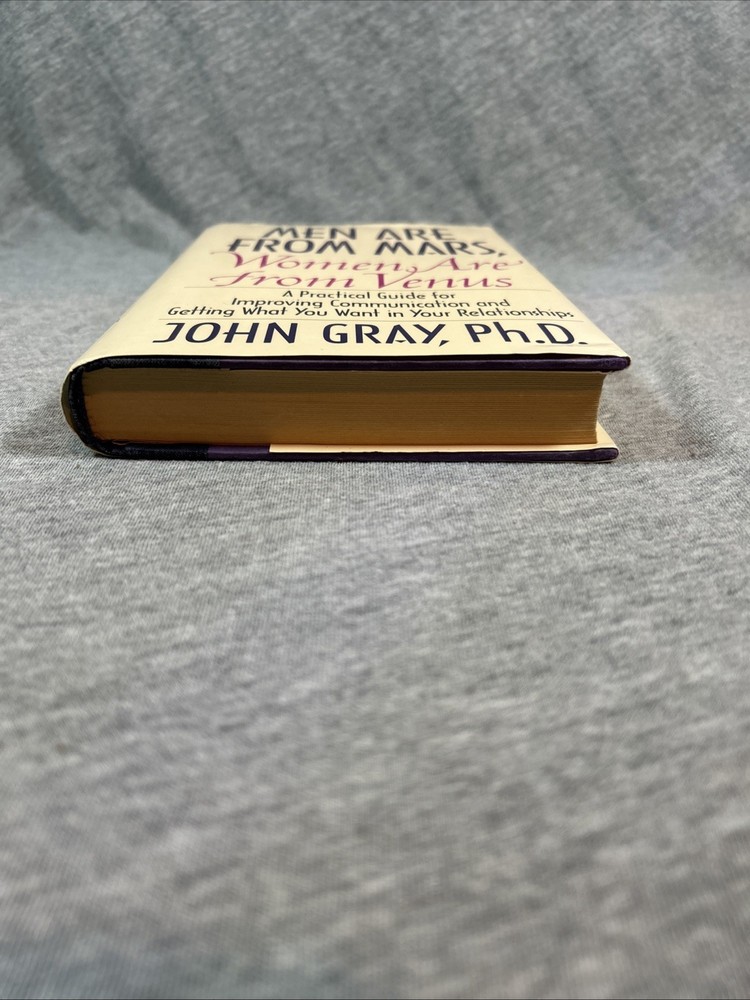 MEN ARE
FROM MARS,
Women Are
from Venus
A Practical Guide for
Improving Communication and
Getting What You Want in Your Relationships
JOHN GRAY, Ph.D.